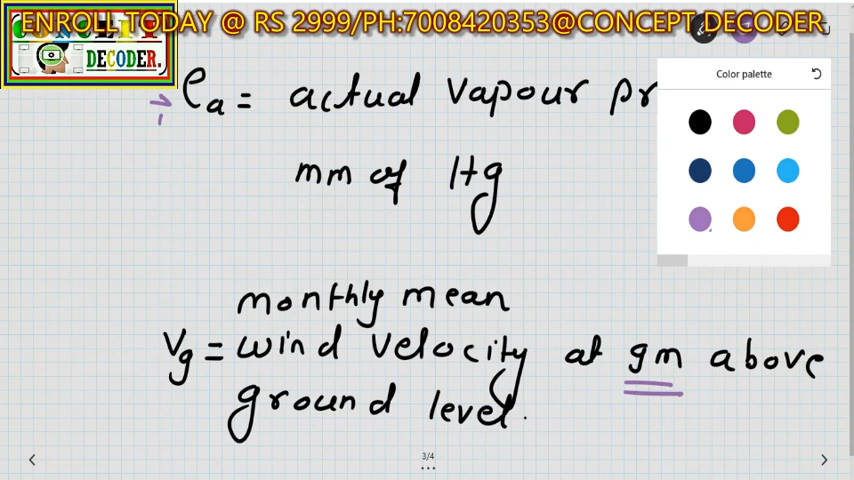 ENROLL TODAY @ RS 2999/PH:7008420353@CONCEPT DECODER
DECODER.
Color palette
ea = actual vapour pr
mm of Hg
monthly mean
v9 = wind velocity at 9m above
ground level.
3/4